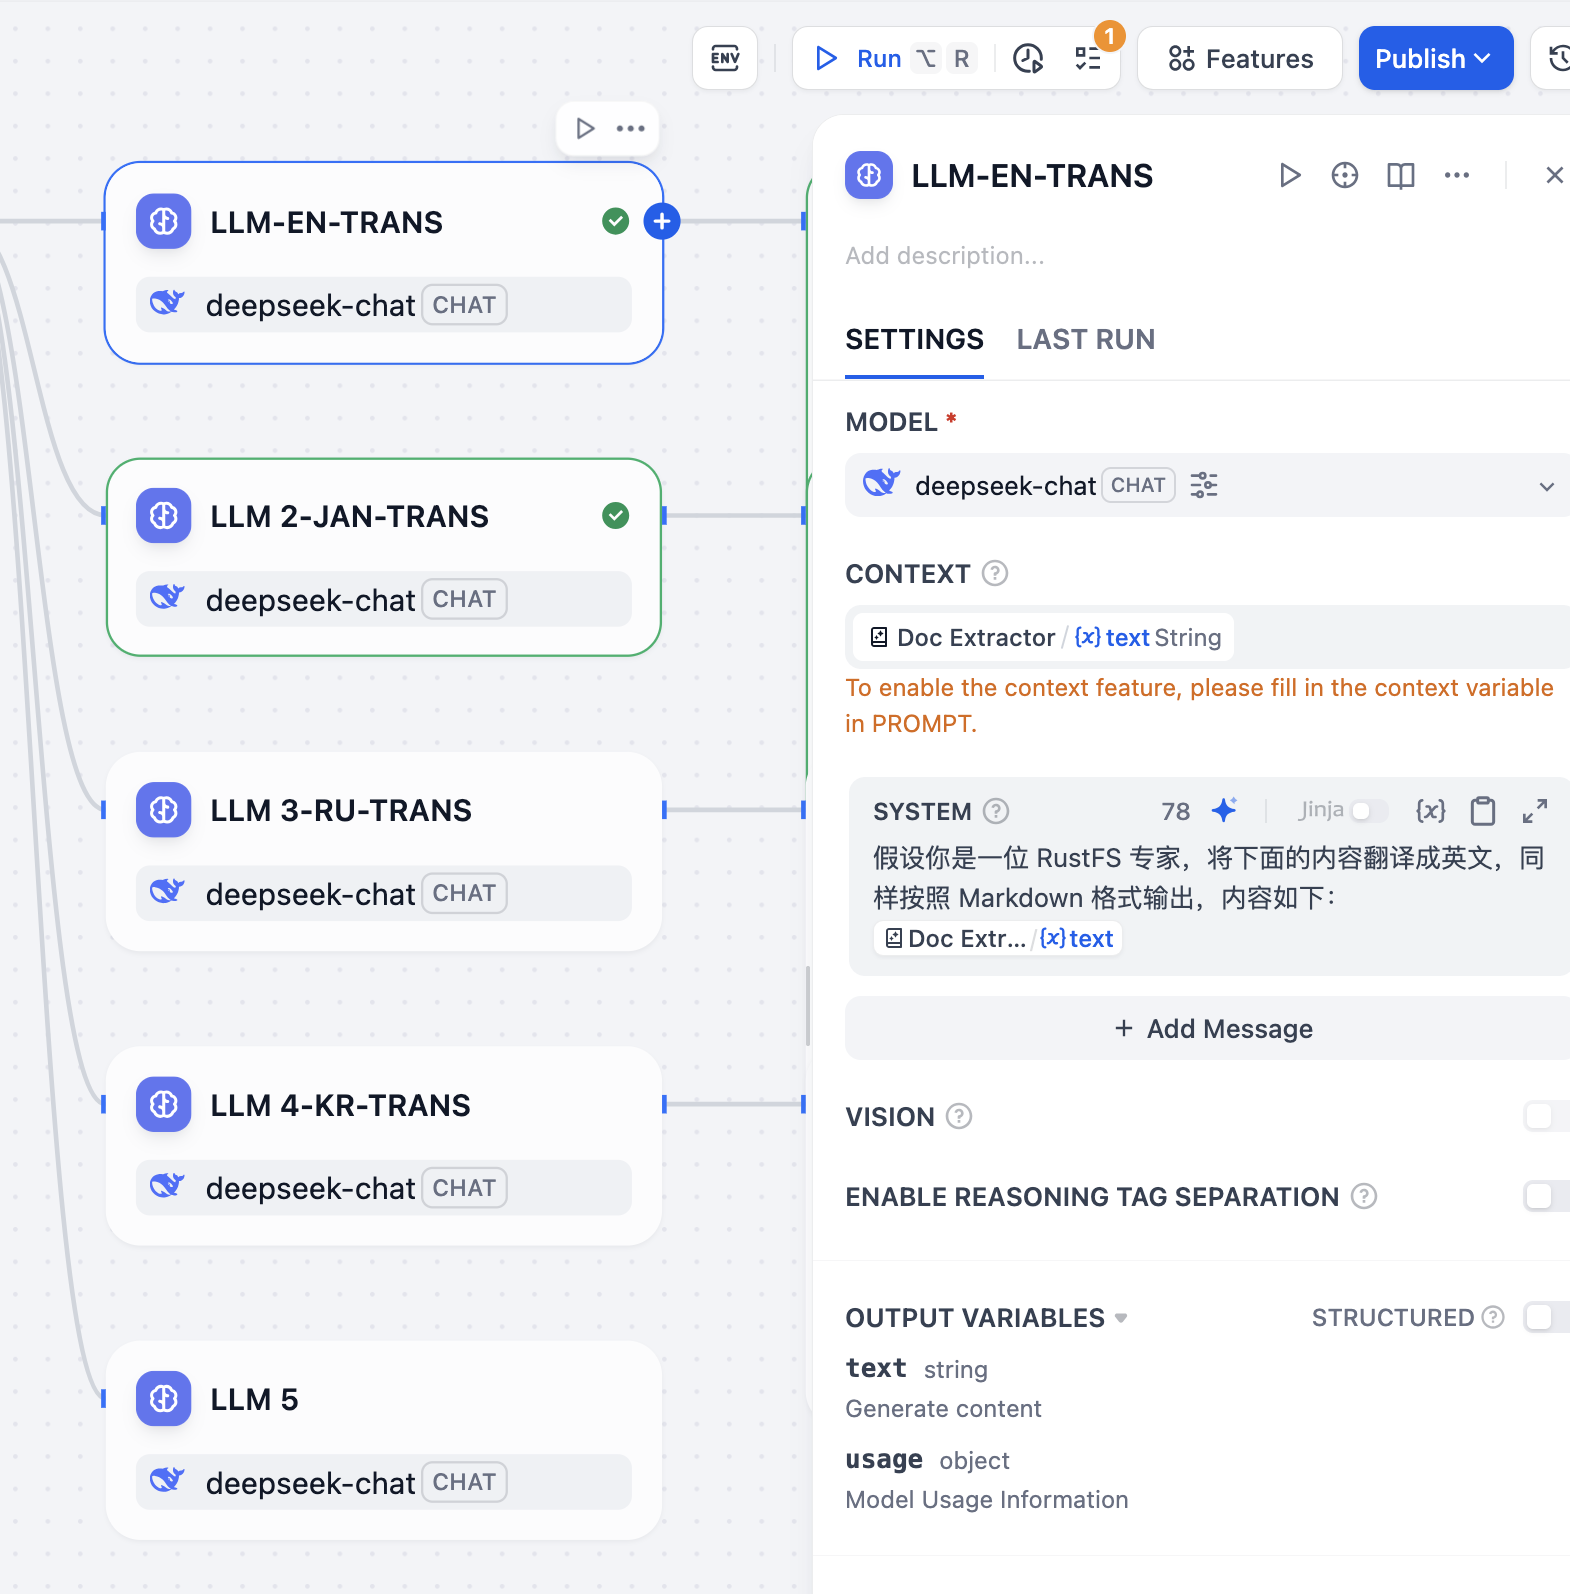 ENV
Run ⌥ R
1
Features
Publish
LLM-EN-TRANS
deepseek-chat CHAT
LLM 2-JAN-TRANS
deepseek-chat CHAT
LLM 3-RU-TRANS
deepseek-chat CHAT
LLM 4-KR-TRANS
deepseek-chat CHAT
LLM 5
deepseek-chat CHAT
LLM-EN-TRANS
Add description...
SETTINGS LAST RUN
MODEL *
deepseek-chat CHAT
CONTEXT ?
Doc Extractor / {x} text String
To enable the context feature, please fill in the context variable
in PROMPT.
SYSTEM ? 78 Jinja {x}
假设你是一位 RustFS 专家，将下面的内容翻译成英文，同
样按照 Markdown 格式输出，内容如下：
Doc Extr... / {x} text
+ Add Message
VISION ?
ENABLE REASONING TAG SEPARATION ?
OUTPUT VARIABLES STRUCTURED ?
text string
Generate content
usage object
Model Usage Information